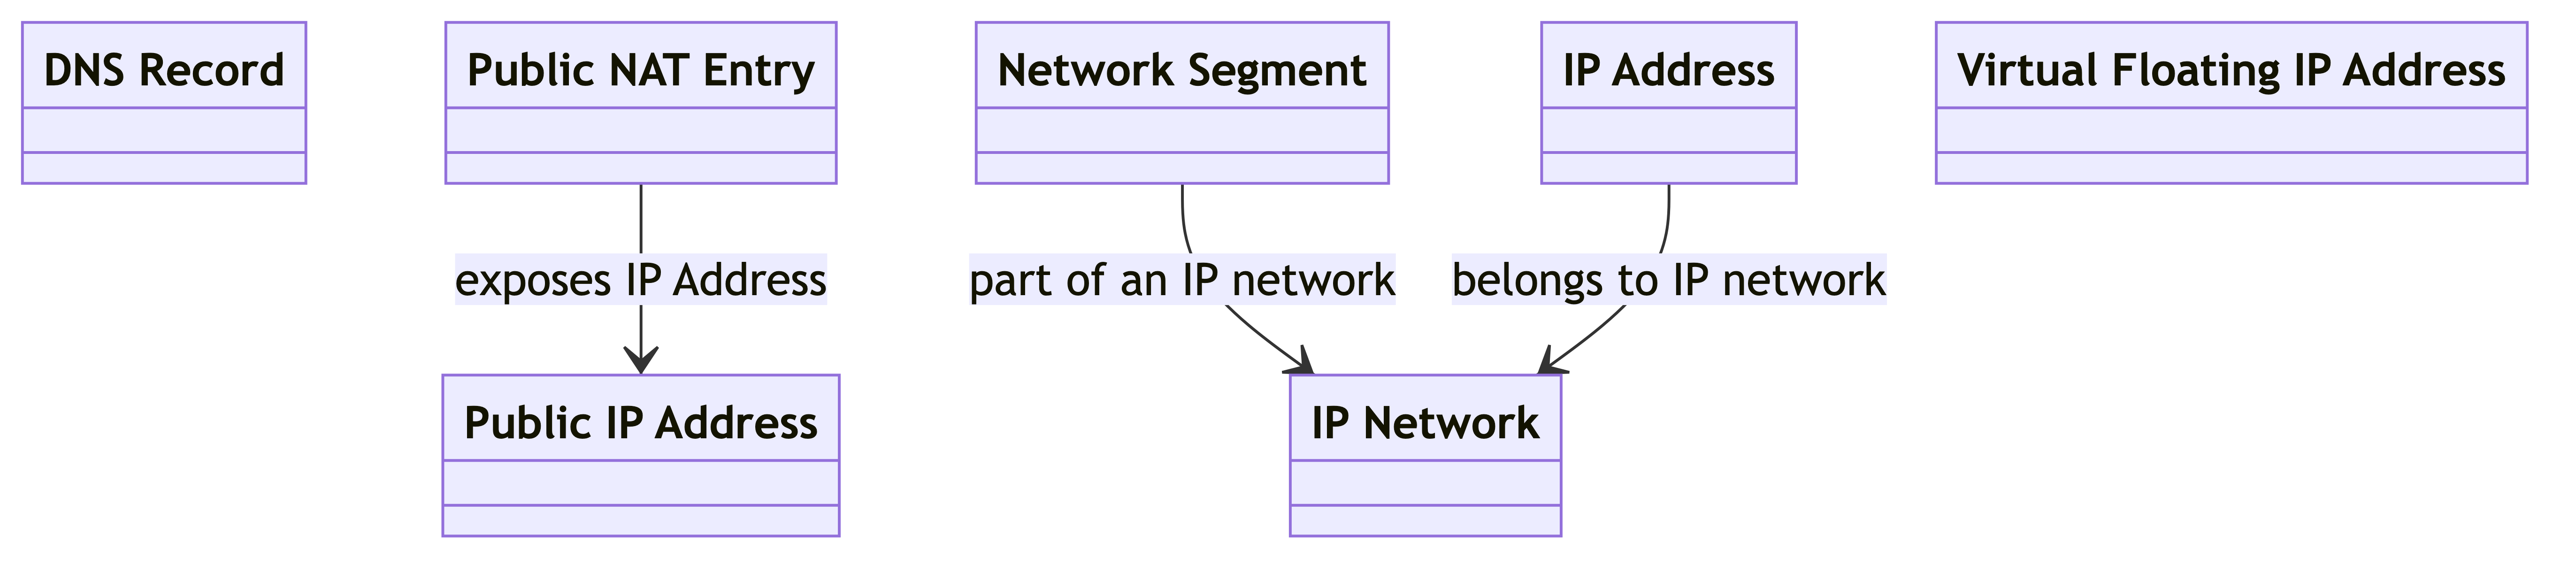 DNS Record
Public NAT Entry
Network Segment
IP Address
Virtual Floating IP Address
exposes IP Address
part of an IP network
belongs to IP network
Public IP Address
IP Network